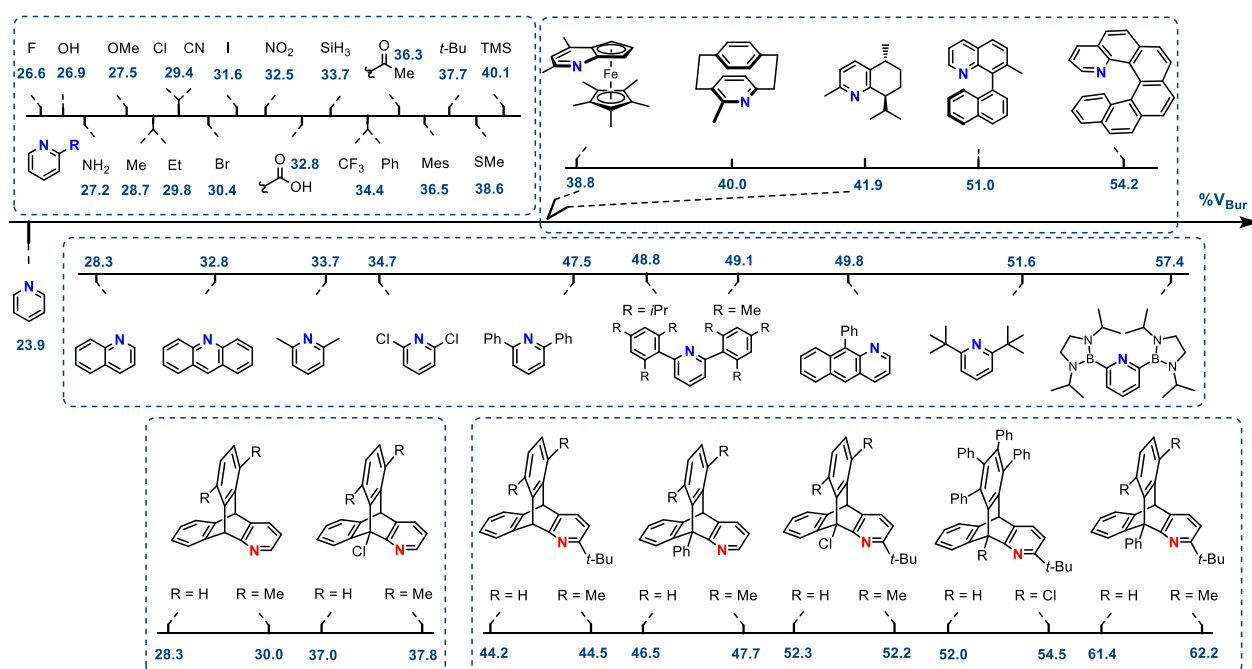 F OH OMe Cl CN I NO2 SiH3 O 36.3 t-Bu TMS
26.6 26.9 27.5 29.4 31.6 32.5 33.7 Me 37.7 40.1
N R
NH2 Me Et Br 32.8 O OH CF3 Ph Mes SMe
27.2 28.7 29.8 30.4 34.4 36.5 38.6
Me N Fe
Me N
Me N
N Me
N
38.8 40.0 41.9 51.0 54.2
%VBur
N
23.9
28.3 32.8 33.7 34.7 47.5 48.8 49.1 49.8 51.6 57.4
R = iPr R = Me
N
N
N
Cl N Cl
Ph N Ph
R R R N R R R
Ph N
N
N B N N B N
R R N
R R Cl N
R R N t-Bu
R R Ph N
R R Cl N t-Bu
Ph Ph Ph Ph R N t-Bu
R R Ph N t-Bu
R = H R = Me R = H R = Me
28.3 30.0 37.0 37.8
R = H R = Me R = H R = Me R = H R = Me R = H R = Cl R = H R = Me
44.2 44.5 46.5 47.7 52.3 52.2 52.0 54.5 61.4 62.2